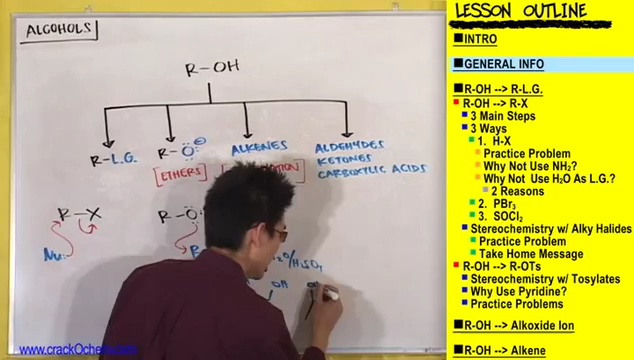 ALCOHOLS
R-OH
R-L.G.
R-O⊖
ALKENES
ALDEHYDES
KETONES
CARBOXYLIC ACIDS
[ETHERS]
R-X
R-O
Nu:
/H₂SO₄
OH
www.crackOchem
LESSON OUTLINE
INTRO
GENERAL INFO
R-OH --> R-L.G.
R-OH --> R-X
3 Main Steps
3 Ways
1. H-X
Practice Problem
Why Not Use NH2?
Why Not Use H2O As L.G.?
2 Reasons
2. PBr3
3. SOCl2
Stereochemistry w/ Alky Halides
Practice Problem
Take Home Message
R-OH --> R-OTs
Stereochemistry w/ Tosylates
Why Use Pyridine?
Practice Problems
R-OH --> Alkoxide Ion
R-OH --> Alkene